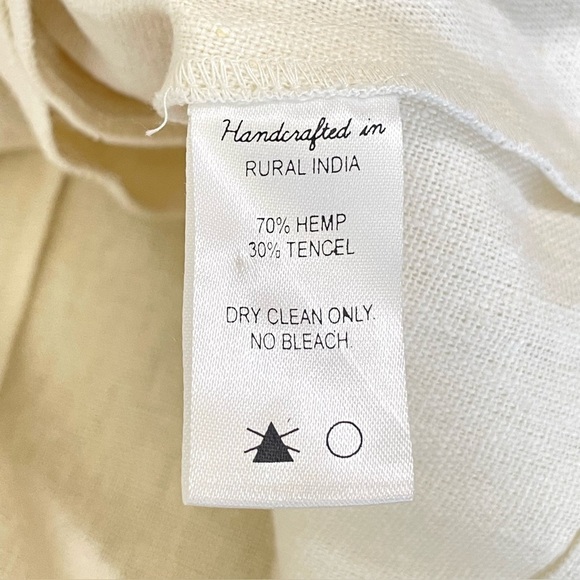 Handcrafted in
RURAL INDIA
70% HEMP
30% TENCEL
DRY CLEAN ONLY.
NO BLEACH.